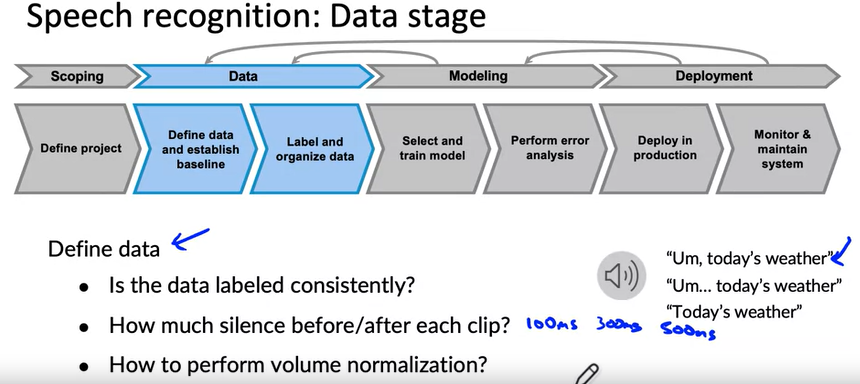 Speech recognition: Data stage
Scoping
Data
Modeling
Deployment
Define project
Define data
and establish
baseline
Label and
organize data
Select and
train model
Perform error
analysis
Deploy in
production
Monitor &
maintain
system
Define data
• Is the data labeled consistently?
• How much silence before/after each clip? 100ms 300ms 500ms
• How to perform volume normalization?
“Um, today’s weather”
“Um... today’s weather”
“Today’s weather”